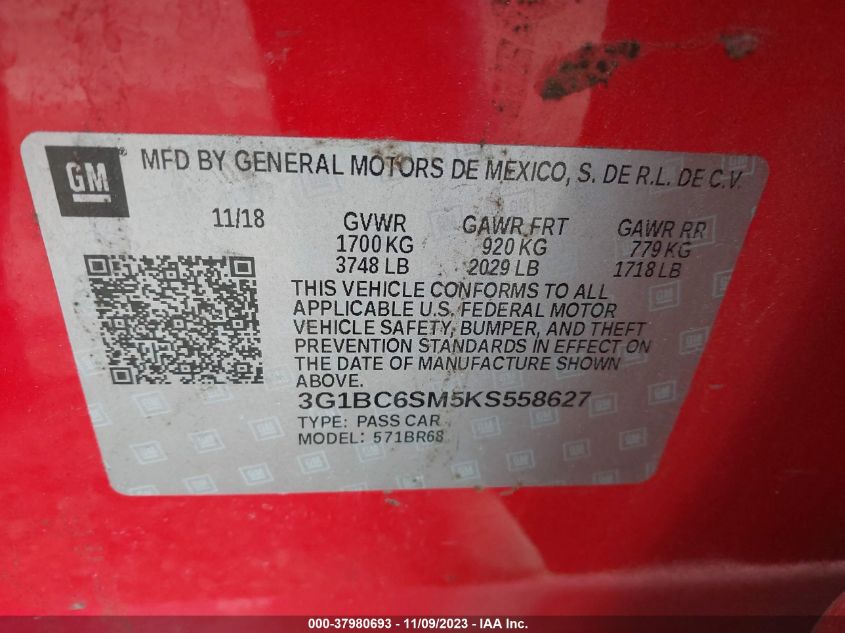 GM
MFD BY GENERAL MOTORS DE MEXICO, S. DE R.L. DE C.V.
11/18 GVWR GAWR FRT GAWR RR
1700 KG 920 KG 779 KG
3748 LB 2029 LB 1718 LB
THIS VEHICLE CONFORMS TO ALL
APPLICABLE U.S. FEDERAL MOTOR
VEHICLE SAFETY, BUMPER, AND THEFT
PREVENTION STANDARDS IN EFFECT ON
THE DATE OF MANUFACTURE SHOWN
ABOVE.
3G1BC6SM5KS558627
TYPE: PASS CAR
MODEL: 571BR68
000-37980693 - 11/09/2023 - IAA Inc.